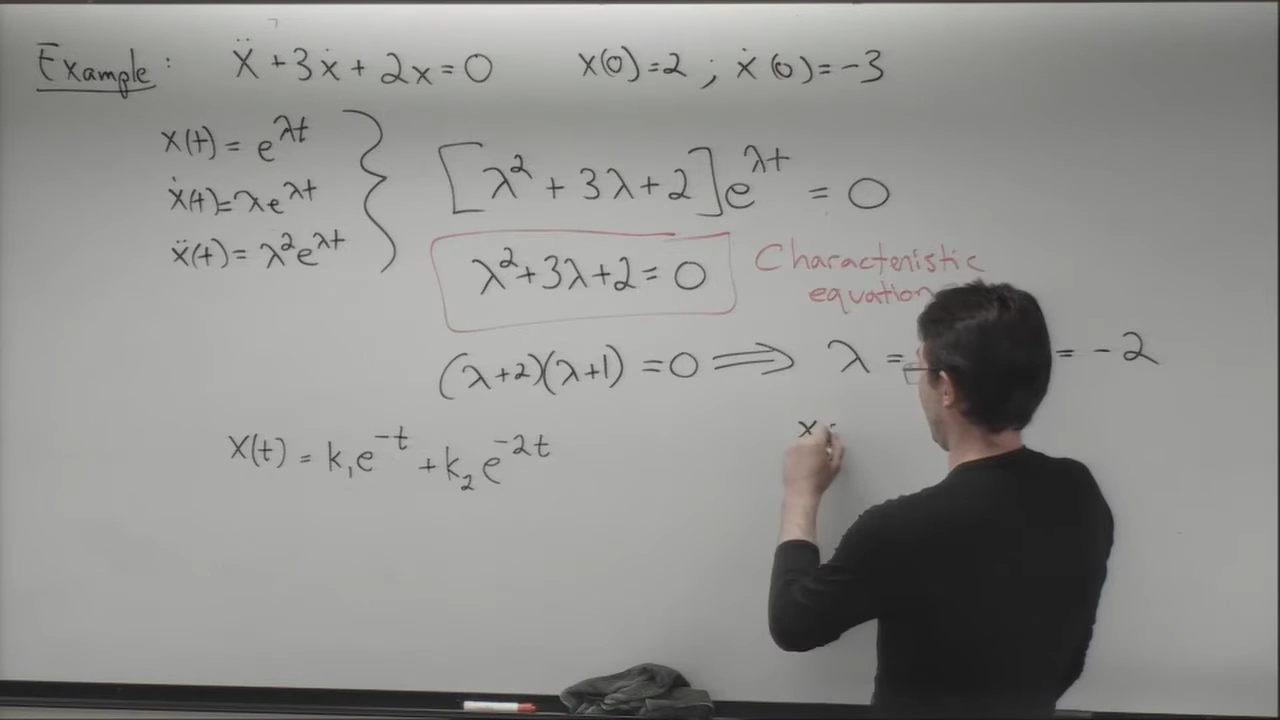 Example: ẍ + 3ẋ + 2x = 0 x(0) = 2 ; ẋ(0) = -3
x(t) = e^{λt}
ẋ(t) = λe^{λt}
ẍ(t) = λ²e^{λt}
[λ² + 3λ + 2]e^{λt} = 0
λ² + 3λ + 2 = 0
Characteristic
equation
(λ+2)(λ+1) = 0 ⟹ λ = = -2
x(t) = k₁e^{-t} + k₂e^{-2t}
x